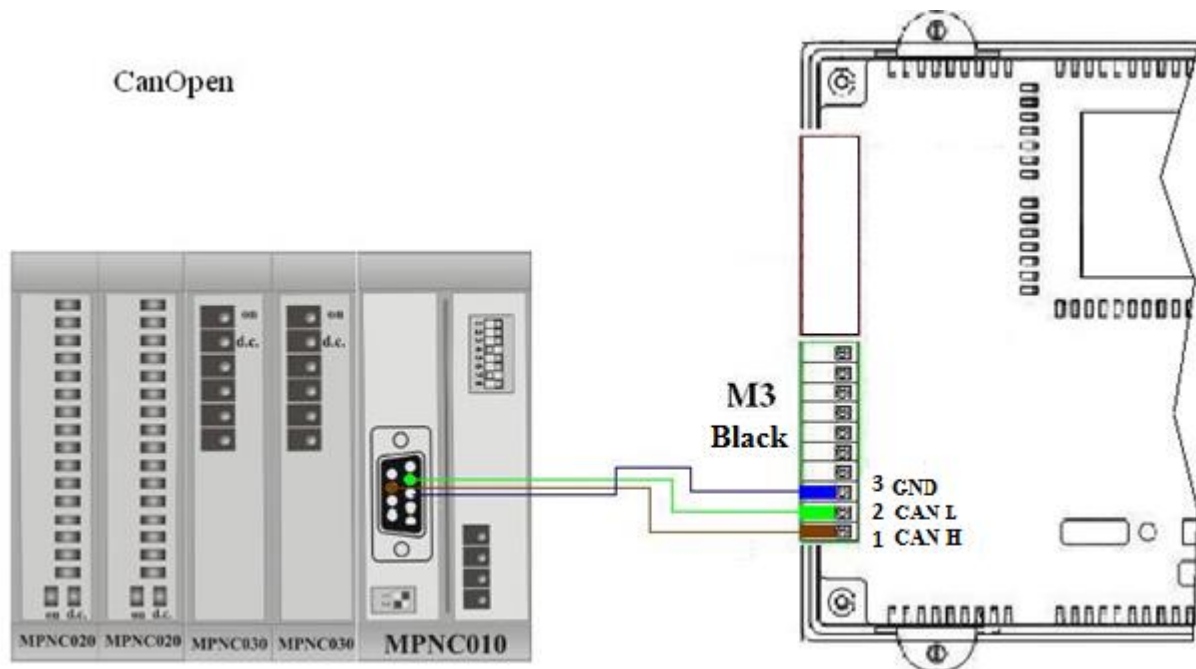 CanOpen
on
on
d.c.
d.c.
M3
Black
3 GND
2 CAN L
1 CAN H
on d.c.
on d.c.
MPNC020
MPNC020
MPNC030
MPNC030
MPNC010